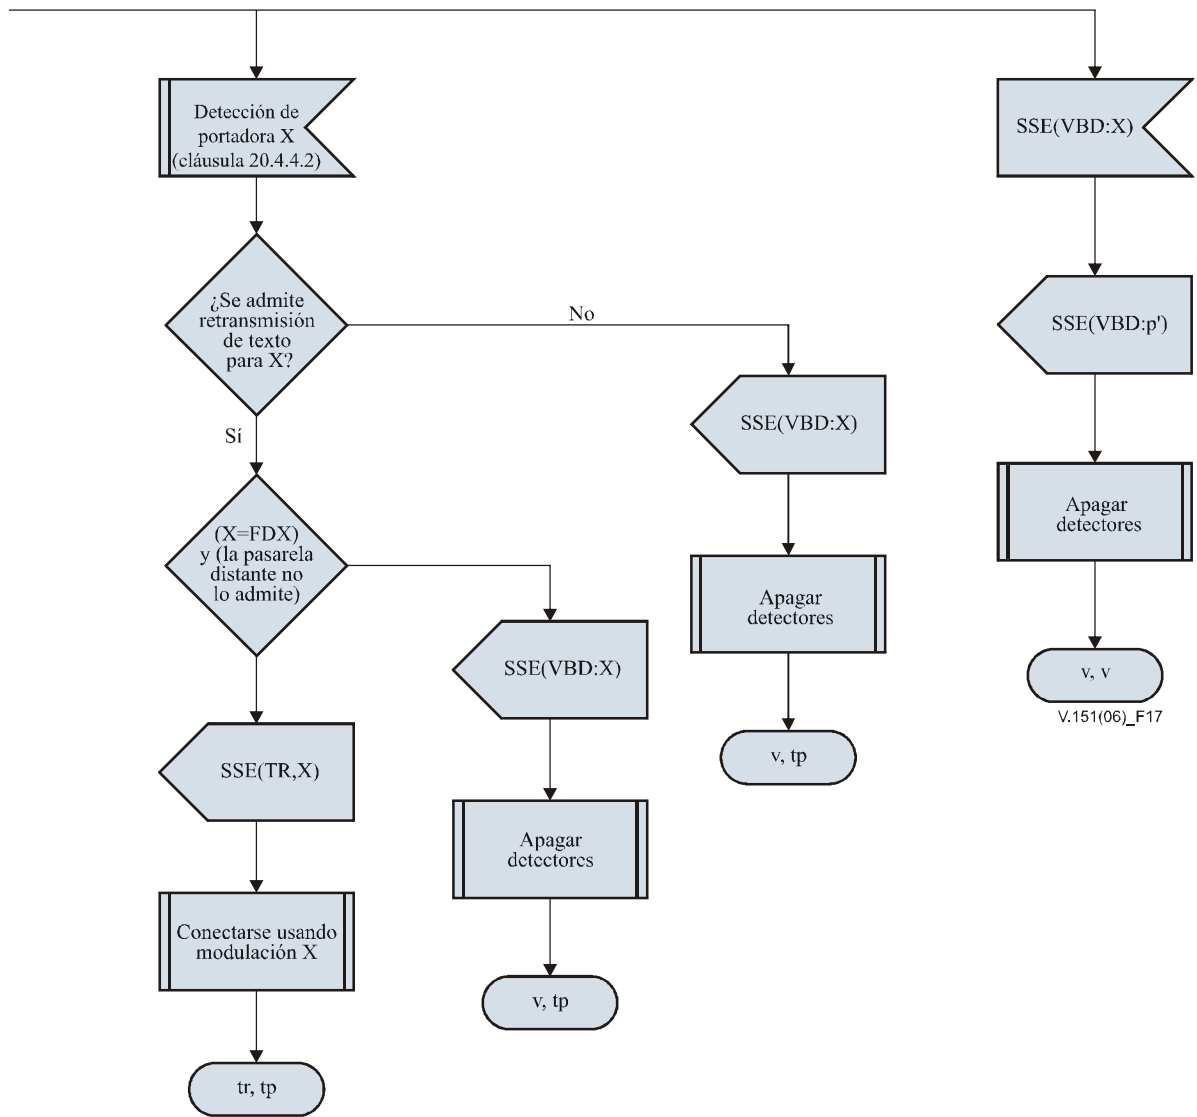 Detección de
portadora X
(cláusula 20.4.4.2)
SSE(VBD:X)
¿Se admite
retransmisión
de texto
para X?
No
Sí
SSE(VBD:p')
SSE(VBD:X)
(X=FDX)
y (la pasarela
distante no
lo admite)
Apagar
detectores
Apagar
detectores
SSE(VBD:X)
v, v
V.151(06)_F17
SSE(TR,X)
v, tp
Apagar
detectores
Conectarse usando
modulación X
v, tp
tr, tp